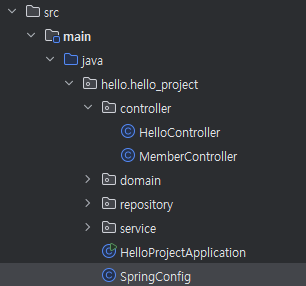 src
main
java
hello.hello_project
controller
HelloController
MemberController
domain
repository
service
HelloProjectApplication
SpringConfig